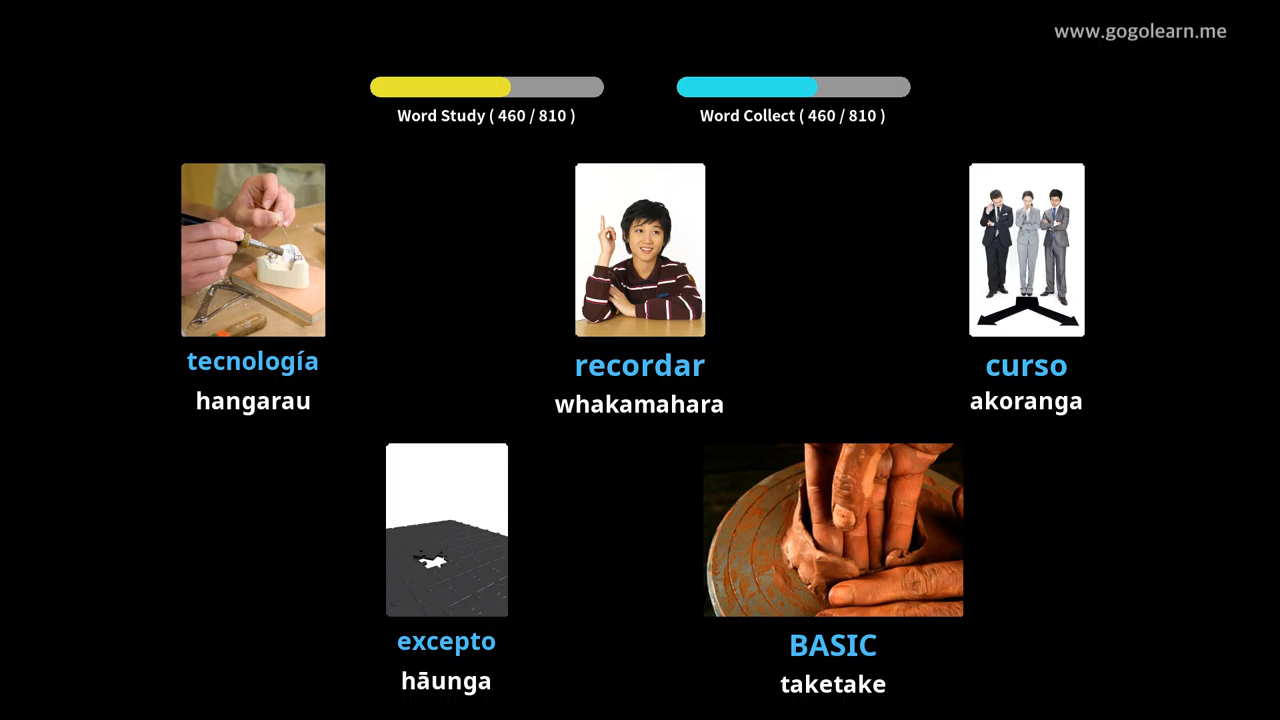 www.gogolearn.me
Word Study ( 460 / 810 )
Word Collect ( 460 / 810 )
tecnología
hangarau
recordar
whakamahara
curso
akoranga
excepto
hāunga
BASIC
taketake